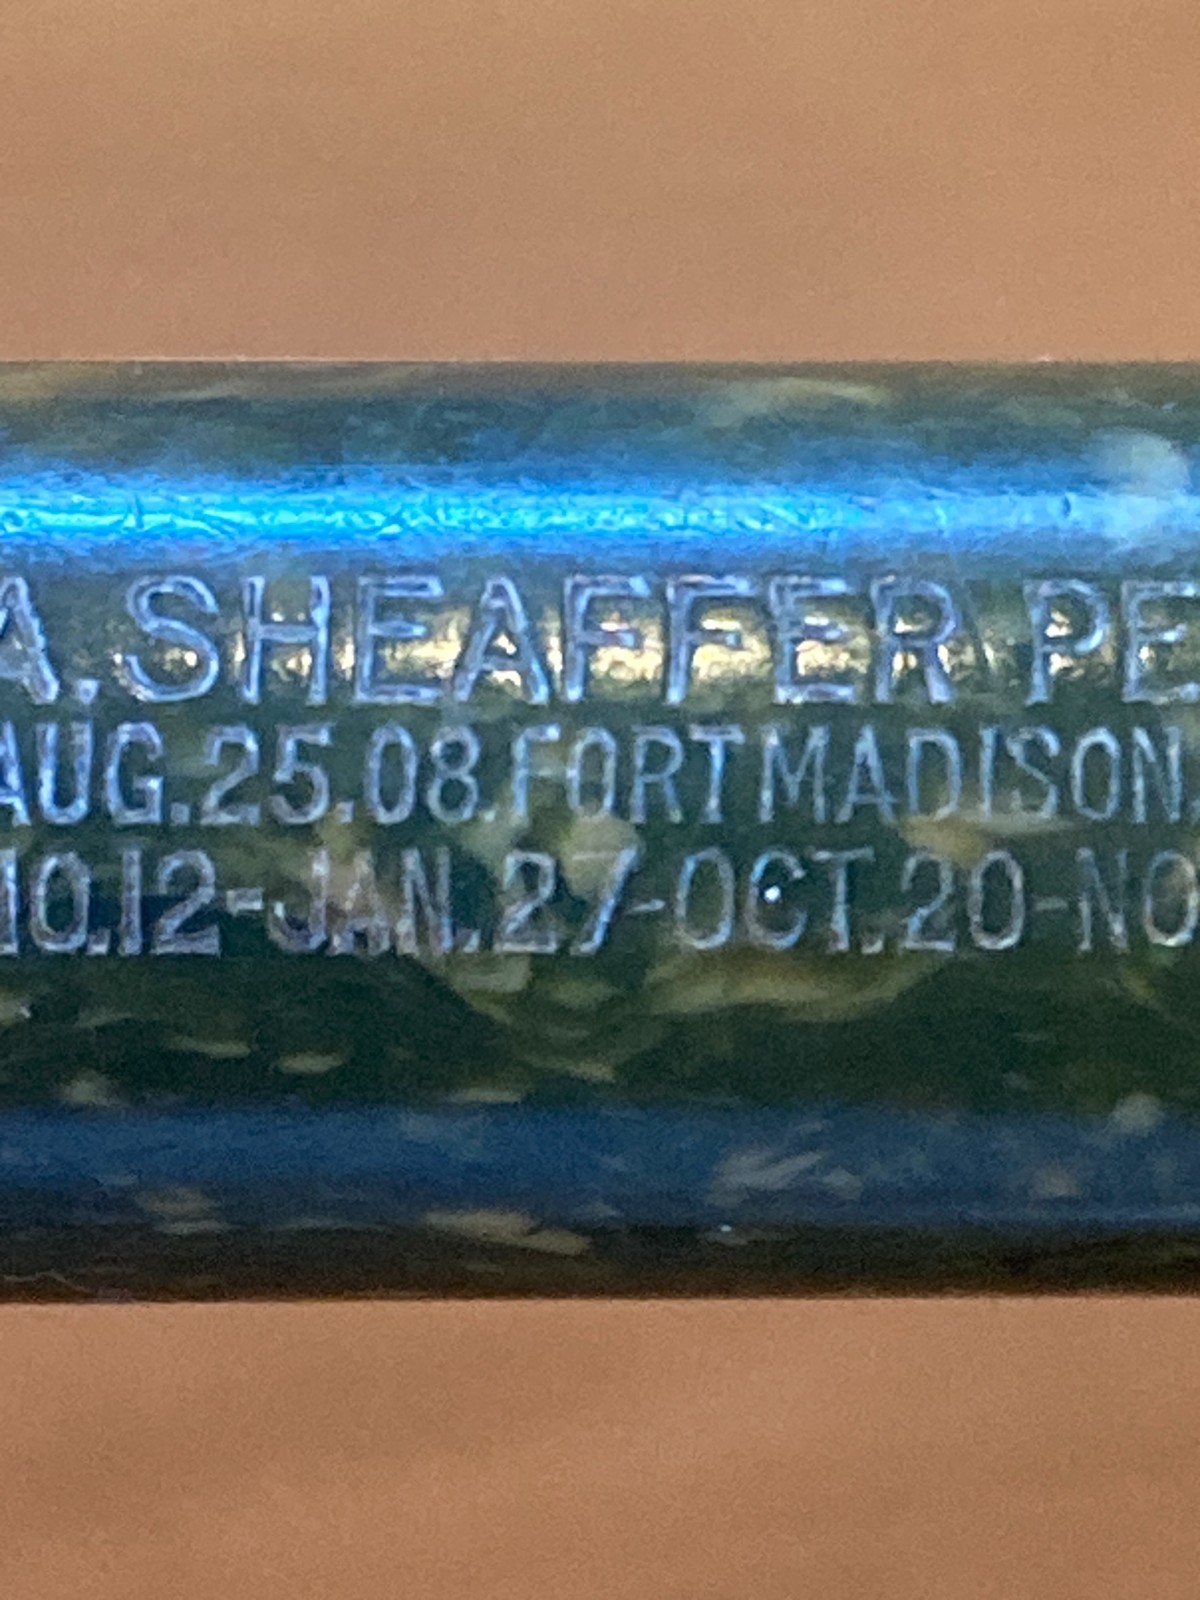 A.SHEAFFER PE
AUG.25.08.FORT MADISON.
10.12-JAN.27-OCT.20-NO